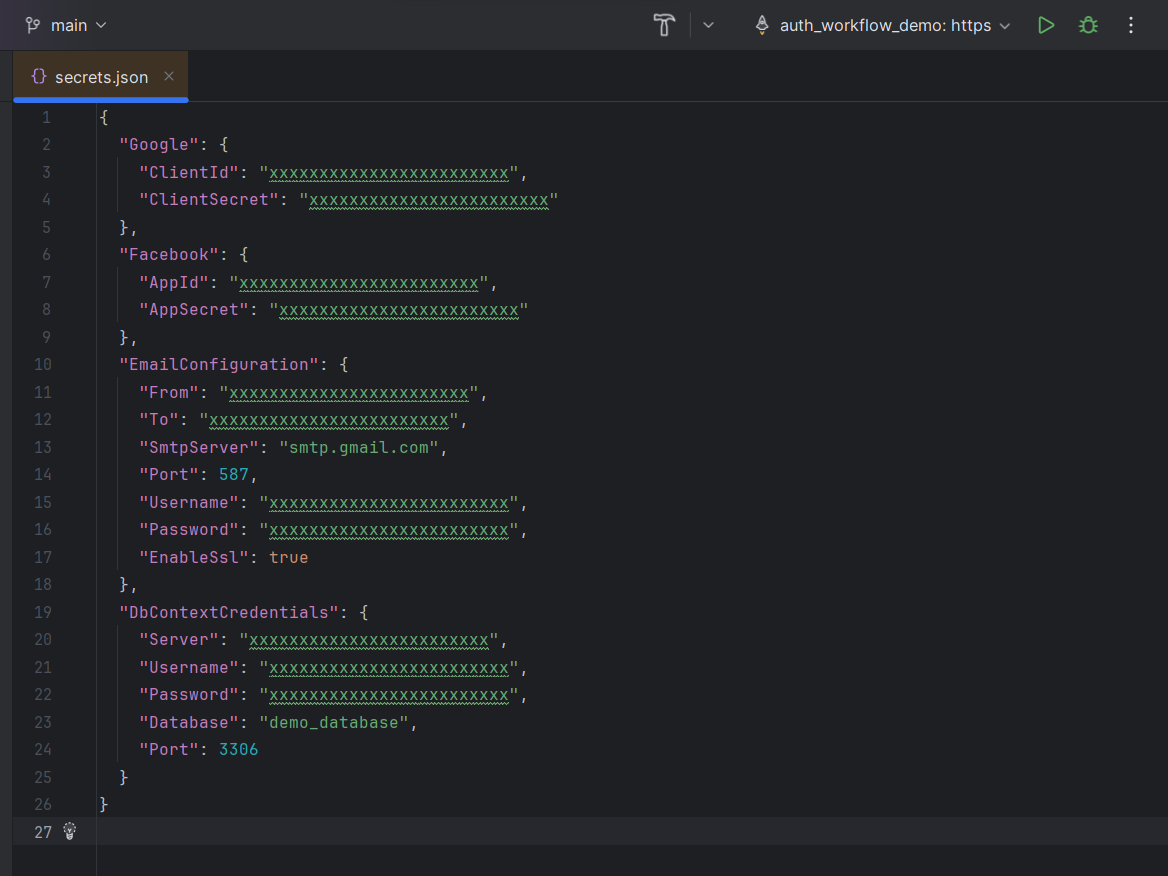 main
auth_workflow_demo: https
secrets.json
1 {
2 "Google": {
3 "ClientId": "xxxxxxxxxxxxxxxxxxxxxxxx",
4 "ClientSecret": "xxxxxxxxxxxxxxxxxxxxxxxx"
5 },
6 "Facebook": {
7 "AppId": "xxxxxxxxxxxxxxxxxxxxxxxx",
8 "AppSecret": "xxxxxxxxxxxxxxxxxxxxxxxx"
9 },
10 "EmailConfiguration": {
11 "From": "xxxxxxxxxxxxxxxxxxxxxxxx",
12 "To": "xxxxxxxxxxxxxxxxxxxxxxxx",
13 "SmtpServer": "smtp.gmail.com",
14 "Port": 587,
15 "Username": "xxxxxxxxxxxxxxxxxxxxxxxx",
16 "Password": "xxxxxxxxxxxxxxxxxxxxxxxx",
17 "EnableSsl": true
18 },
19 "DbContextCredentials": {
20 "Server": "xxxxxxxxxxxxxxxxxxxxxxxx",
21 "Username": "xxxxxxxxxxxxxxxxxxxxxxxx",
22 "Password": "xxxxxxxxxxxxxxxxxxxxxxxx",
23 "Database": "demo_database",
24 "Port": 3306
25 }
26 }
27